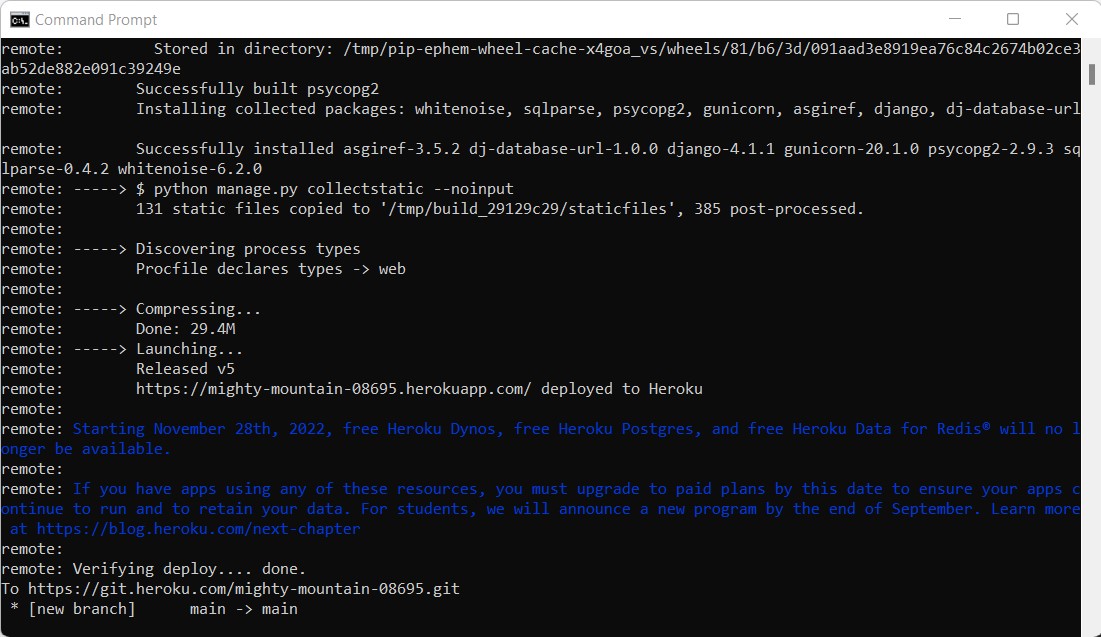 Command Prompt
remote:          Stored in directory: /tmp/pip-ephem-wheel-cache-x4goa_vs/wheels/81/b6/3d/091aad3e8919ea76c84c2674b02ce3
ab52de882e091c39249e
remote:        Successfully built psycopg2
remote:        Installing collected packages: whitenoise, sqlparse, psycopg2, gunicorn, asgiref, django, dj-database-url
remote:        Successfully installed asgiref-3.5.2 dj-database-url-1.0.0 django-4.1.1 gunicorn-20.1.0 psycopg2-2.9.3 sq
lparse-0.4.2 whitenoise-6.2.0
remote: -----> $ python manage.py collectstatic --noinput
remote:        131 static files copied to '/tmp/build_29129c29/staticfiles', 385 post-processed.
remote:
remote: -----> Discovering process types
remote:        Procfile declares types -> web
remote:
remote: -----> Compressing...
remote:        Done: 29.4M
remote: -----> Launching...
remote:        Released v5
remote:        https://mighty-mountain-08695.herokuapp.com/ deployed to Heroku
remote:
remote: Starting November 28th, 2022, free Heroku Dynos, free Heroku Postgres, and free Heroku Data for Redis® will no l
onger be available.
remote:
remote: If you have apps using any of these resources, you must upgrade to paid plans by this date to ensure your apps c
ontinue to run and to retain your data. For students, we will announce a new program by the end of September. Learn more
 at https://blog.heroku.com/next-chapter
remote:
remote: Verifying deploy.... done.
To https://git.heroku.com/mighty-mountain-08695.git
 * [new branch]      main -> main